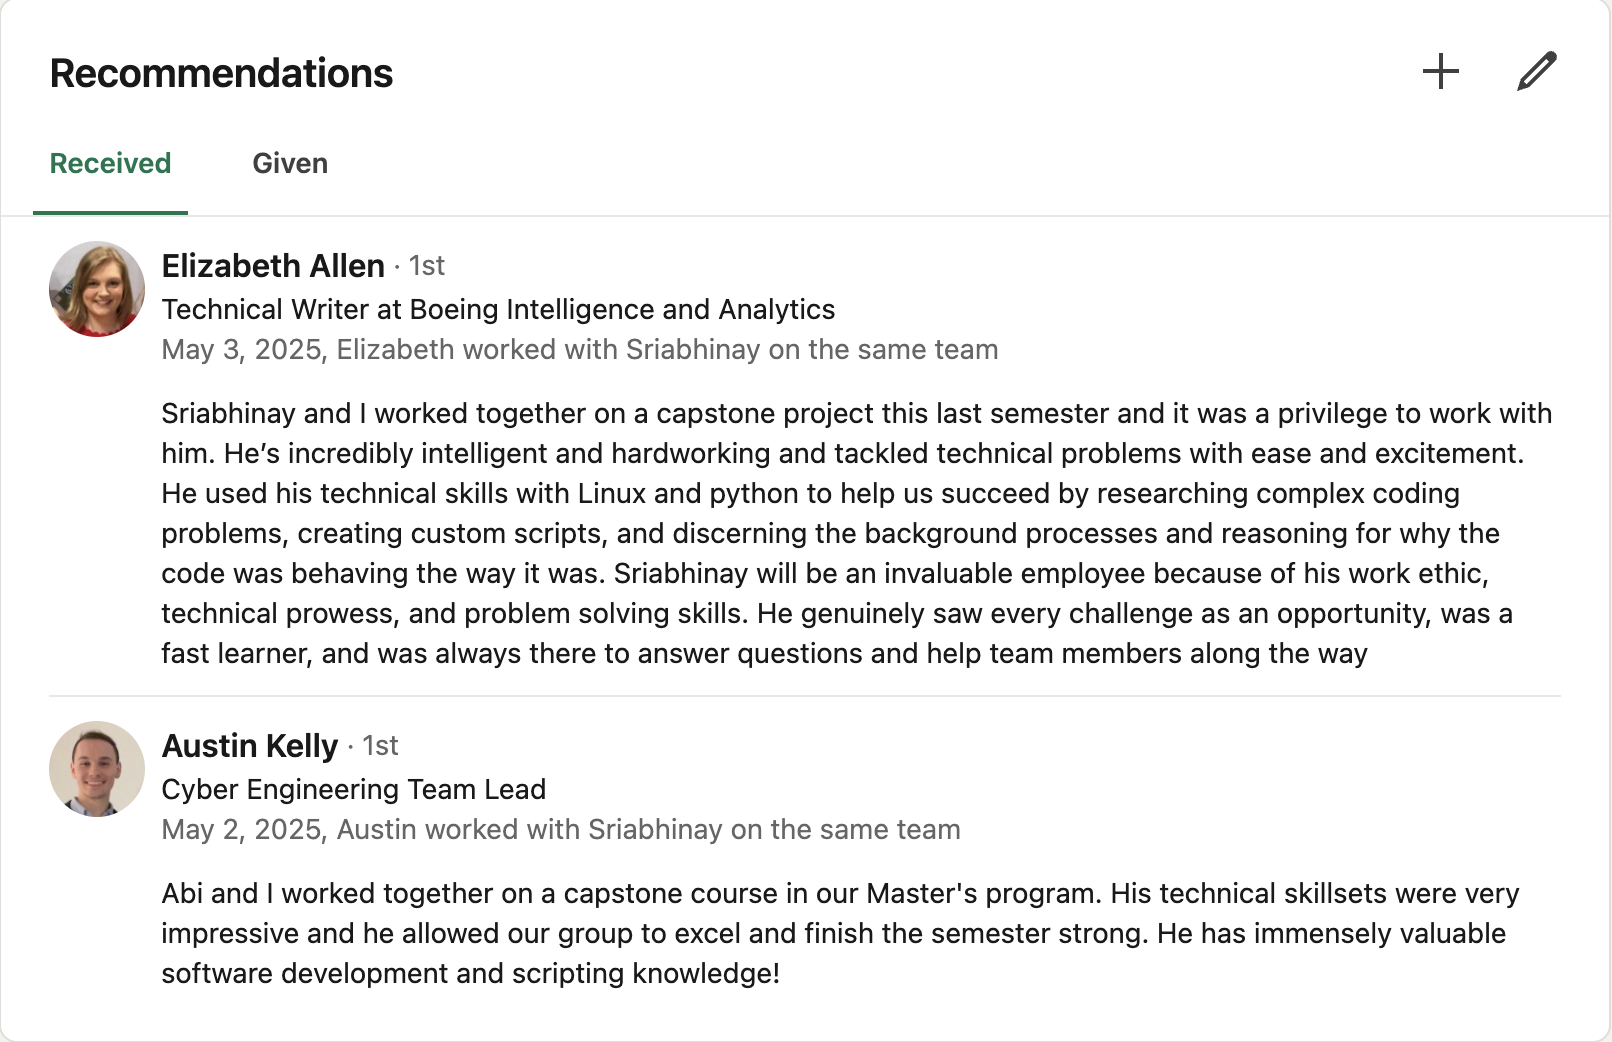 Recommendations
Received
Given
Elizabeth Allen · 1st
Technical Writer at Boeing Intelligence and Analytics
May 3, 2025, Elizabeth worked with Sriabhinay on the same team
Sriabhinay and I worked together on a capstone project this last semester and it was a privilege to work with
him. He’s incredibly intelligent and hardworking and tackled technical problems with ease and excitement.
He used his technical skills with Linux and python to help us succeed by researching complex coding
problems, creating custom scripts, and discerning the background processes and reasoning for why the
code was behaving the way it was. Sriabhinay will be an invaluable employee because of his work ethic,
technical prowess, and problem solving skills. He genuinely saw every challenge as an opportunity, was a
fast learner, and was always there to answer questions and help team members along the way
Austin Kelly · 1st
Cyber Engineering Team Lead
May 2, 2025, Austin worked with Sriabhinay on the same team
Abi and I worked together on a capstone course in our Master's program. His technical skillsets were very
impressive and he allowed our group to excel and finish the semester strong. He has immensely valuable
software development and scripting knowledge!